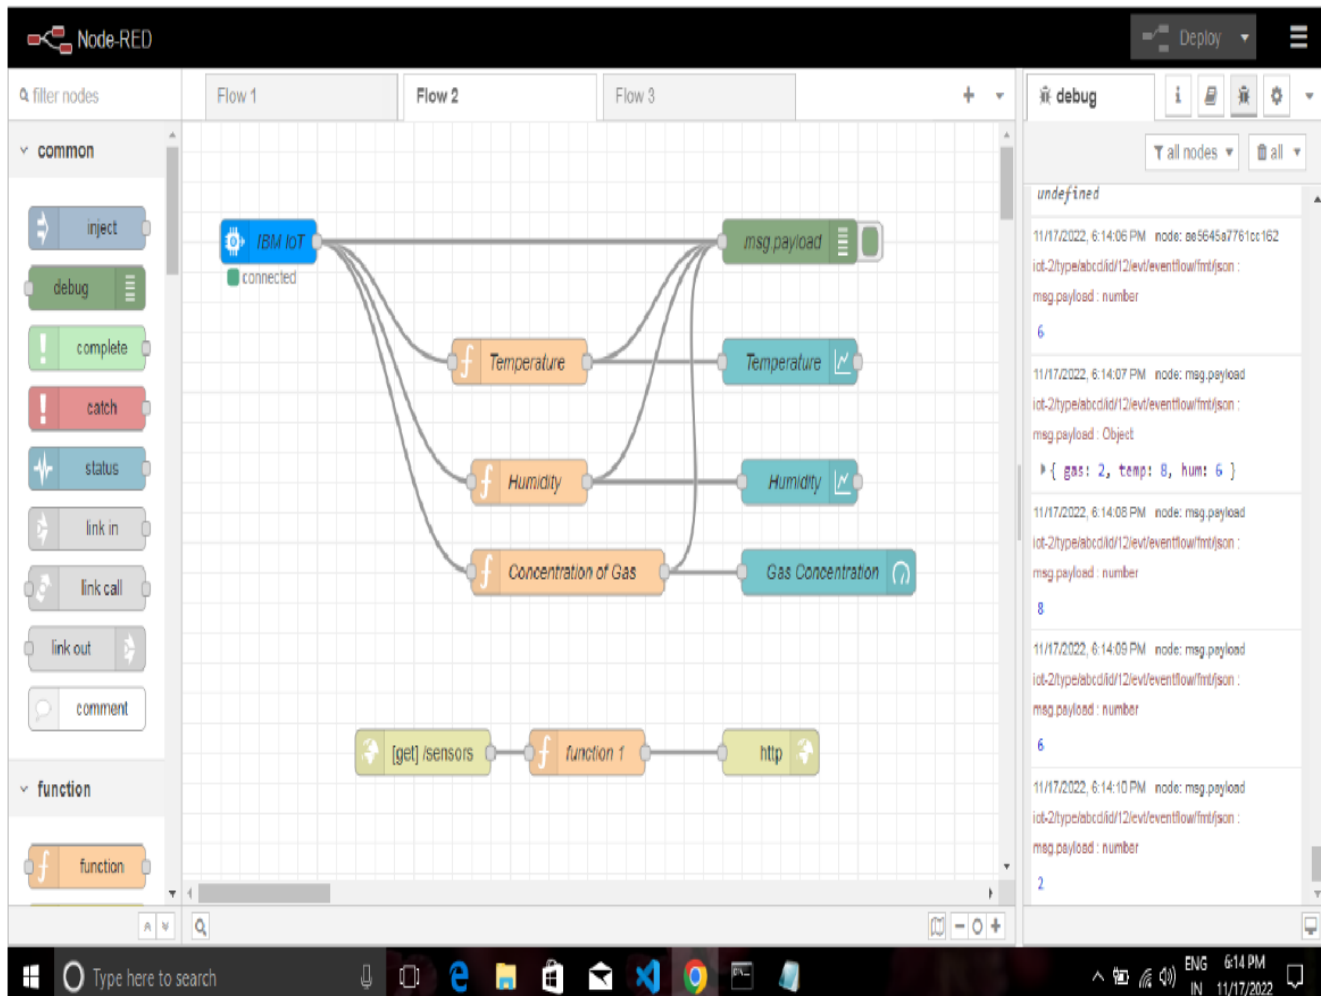 Node-RED
Deploy
filter nodes
Flow 1
Flow 2
Flow 3
debug
i
all nodes
all
common
inject
debug
complete
catch
status
link in
link call
link out
comment
function
function
IBM IoT
connected
msg.payload
Temperature
Temperature
Humidity
Humidity
Concentration of Gas
Gas Concentration
[get] /sensors
function 1
http
undefined
11/17/2022, 6:14:06 PM node: ae5645a7761cc162
iot-2/type/abcd/id/12/evt/eventflow/fmt/json :
msg.payload : number
6
11/17/2022, 6:14:07 PM node: msg.payload
iot-2/type/abcd/id/12/evt/eventflow/fmt/json :
msg.payload : Object
{ gas: 2, temp: 8, hum: 6 }
11/17/2022, 6:14:08 PM node: msg.payload
iot-2/type/abcd/id/12/evt/eventflow/fmt/json :
msg.payload : number
8
11/17/2022, 6:14:09 PM node: msg.payload
iot-2/type/abcd/id/12/evt/eventflow/fmt/json :
msg.payload : number
6
11/17/2022, 6:14:10 PM node: msg.payload
iot-2/type/abcd/id/12/evt/eventflow/fmt/json :
msg.payload : number
2
Type here to search
ENG
IN
6:14 PM
11/17/2022